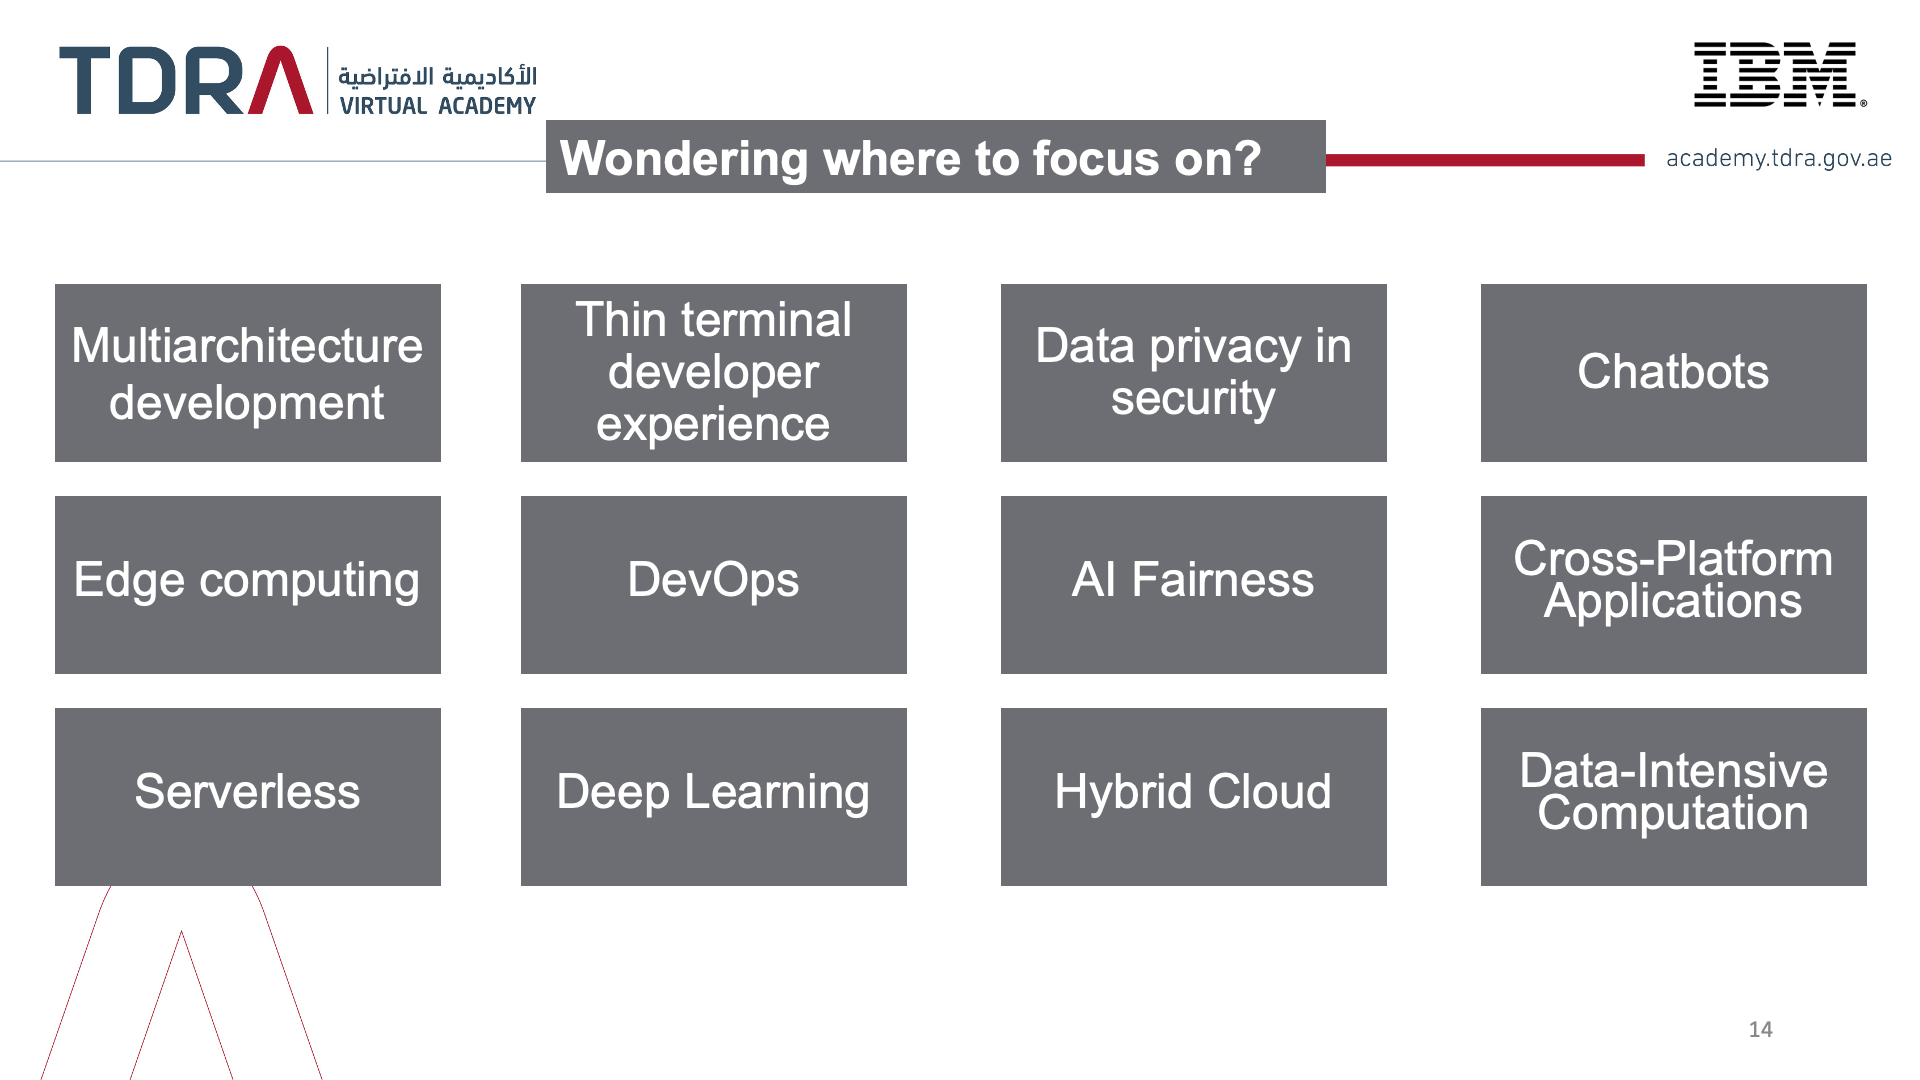 TDRA
الأكاديمية الافتراضية
VIRTUAL ACADEMY
IBM®
Wondering where to focus on?
academy.tdra.gov.ae
Multiarchitecture
development
Thin terminal
developer
experience
Data privacy in
security
Chatbots
Edge computing
DevOps
AI Fairness
Cross-Platform
Applications
Serverless
Deep Learning
Hybrid Cloud
Data-Intensive
Computation
14